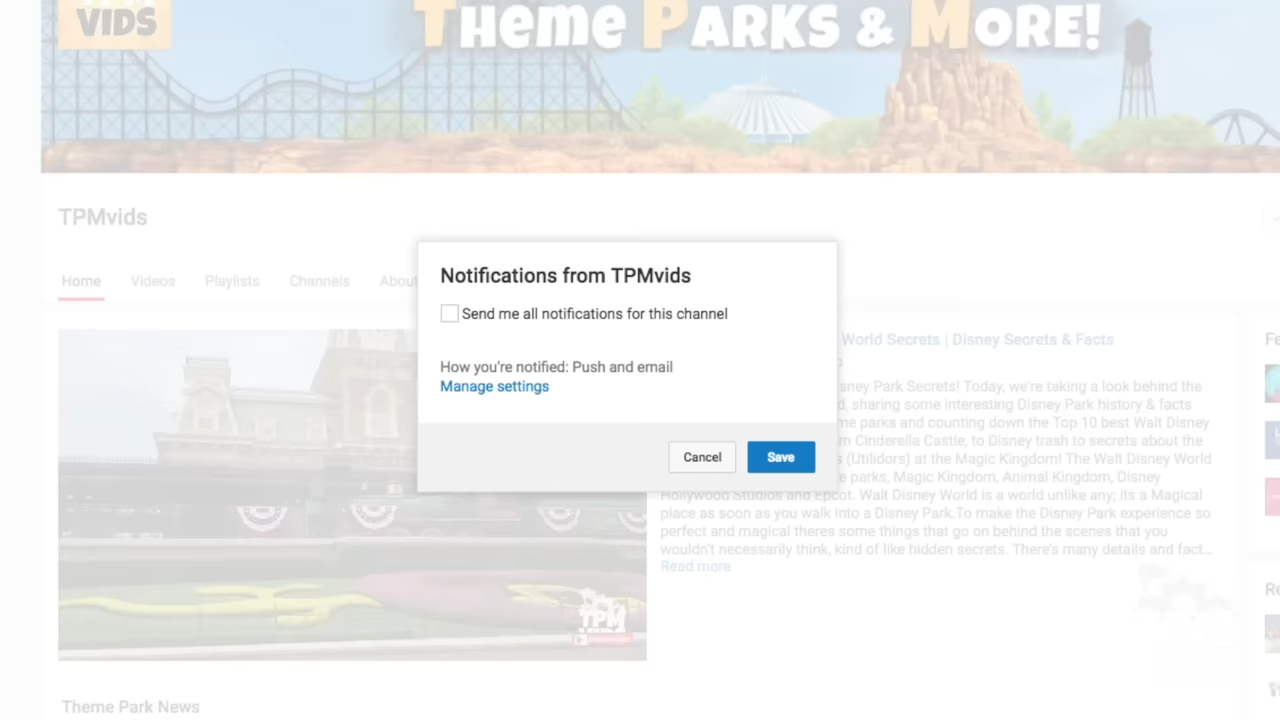 VIDS
Theme Parks & More!
TPMvids
Home
Videos
Playlists
Channels
About
Notifications from TPMvids
Send me all notifications for this channel
How you're notified: Push and email
Manage settings
Cancel
Save
World Secrets | Disney Secrets & Facts
sney Park Secrets! Today, we're taking a look behind the
d, sharing some interesting Disney Park history & facts
me parks and counting down the Top 10 best Walt Disney
m Cinderella Castle, to Disney trash to secrets about the
s (Utilidors) at the Magic Kingdom! The Walt Disney World
e parks, Magic Kingdom, Animal Kingdom, Disney
Hollywood Studios and Epcot. Walt Disney World is a world unlike any; its a Magical
place as soon as you walk into a Disney Park.To make the Disney Park experience so
perfect and magical theres some things that go on behind the scenes that you
wouldn't necessarily think, kind of like hidden secrets. There's many details and fact...
Read more
Fe
Re
TPM
Theme Park News